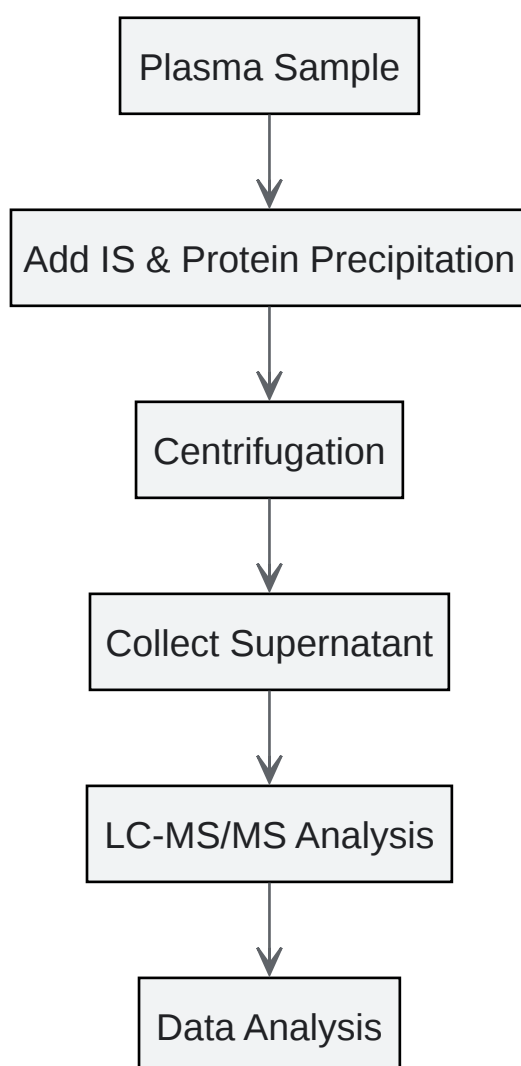 Plasma Sample
Add IS & Protein Precipitation
Centrifugation
Collect Supernatant
LC-MS/MS Analysis
Data Analysis